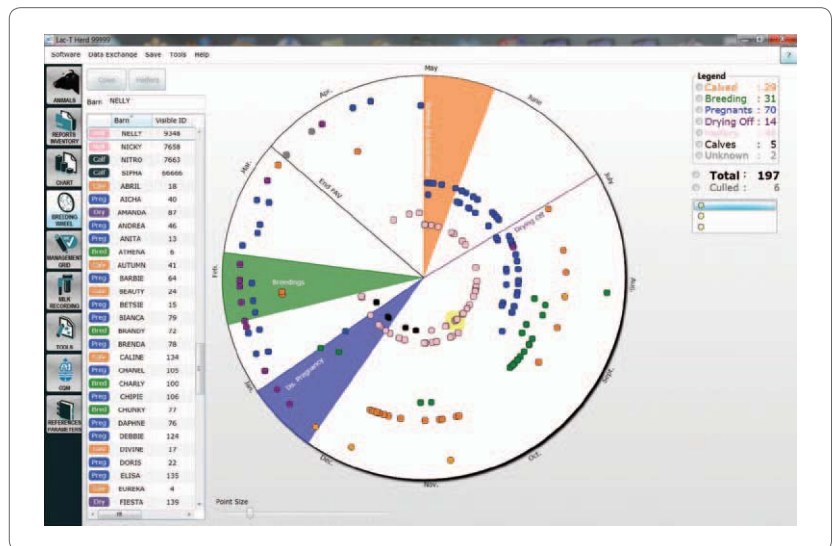 Lac-T Herd 99999
Software Data Exchange Save Tools Help
?
ANIMALS
REPORTS
INVENTORY
CHART
BREEDING
WHEEL
MANAGEMENT
GRID
MILK
RECORDING
TOOLS
REFERENCES
PARAMETERS
Cows Heifers
Barn NELLY
Barn Visible ID
NELLY 9346
NICKY 7658
Calf NITRO 7663
Calf SIPHA 66666
ABRIL 18
Preg AICHA 40
Dry AMANDA 87
Preg ANDREA 46
Preg ANITA 13
Bred ATHENA 6
AUTUMN 41
Preg BARBIE 64
BEAUTY 24
Preg BETSIE 15
Preg BIANCA 79
Bred BRANDY 72
Preg BRENDA 78
CALINE 134
Preg CHANEL 105
Bred CHARLY 100
Preg CHIPIE 106
Bred CHUNKY 77
Preg DAPHNE 76
Preg DEBBIE 124
DIVINE 17
Preg DORIS 22
Preg ELISA 135
EUREKA 4
Dry FIESTA 139
May
June
July
Aug.
Sept.
Oct.
Nov.
Dec.
Jan.
Feb.
Mar.
Apr.
End PAV
Drying Off
Breedings
Dx. Pregnancy
Point Size
Legend
Calved : 29
Breeding : 31
Pregnants : 70
Drying Off : 14
Heifers : 46
Calves : 5
Unknown : 2
Total : 197
Culled : 6